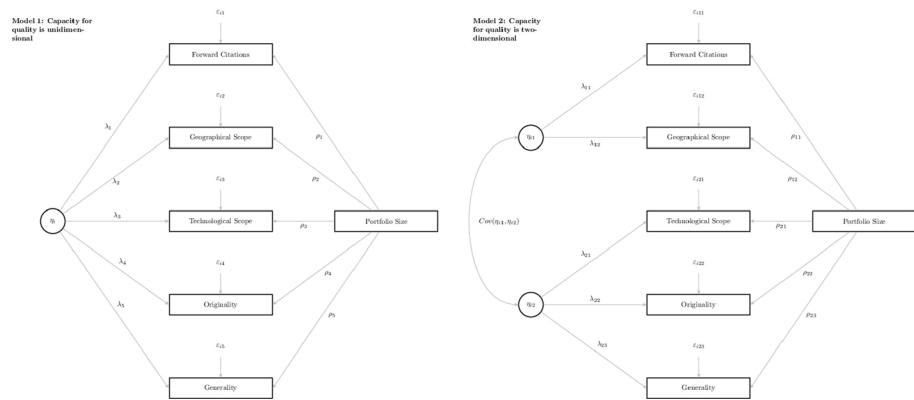 Model 1: Capacity for
quality is unidimen-
sional
ε_{i1}
Forward Citations
λ_1
ρ_1
ε_{i2}
Geographical Scope
λ_2
ρ_2
ε_{i3}
η_i
λ_3
Technological Scope
ρ_3
Portfolio Size
ε_{i4}
λ_4
ρ_4
Originality
λ_5
ρ_5
ε_{i5}
Generality
Model 2: Capacity
for quality is two-
dimensional
ε_{i11}
Forward Citations
λ_{11}
ρ_{11}
ε_{i12}
η_{i1}
λ_{12}
Geographical Scope
ρ_{12}
ε_{i21}
Cov(η_{i1}, η_{i2})
Technological Scope
ρ_{21}
Portfolio Size
λ_{21}
ε_{i22}
ρ_{22}
η_{i2}
λ_{22}
Originality
ρ_{23}
λ_{23}
ε_{i23}
Generality